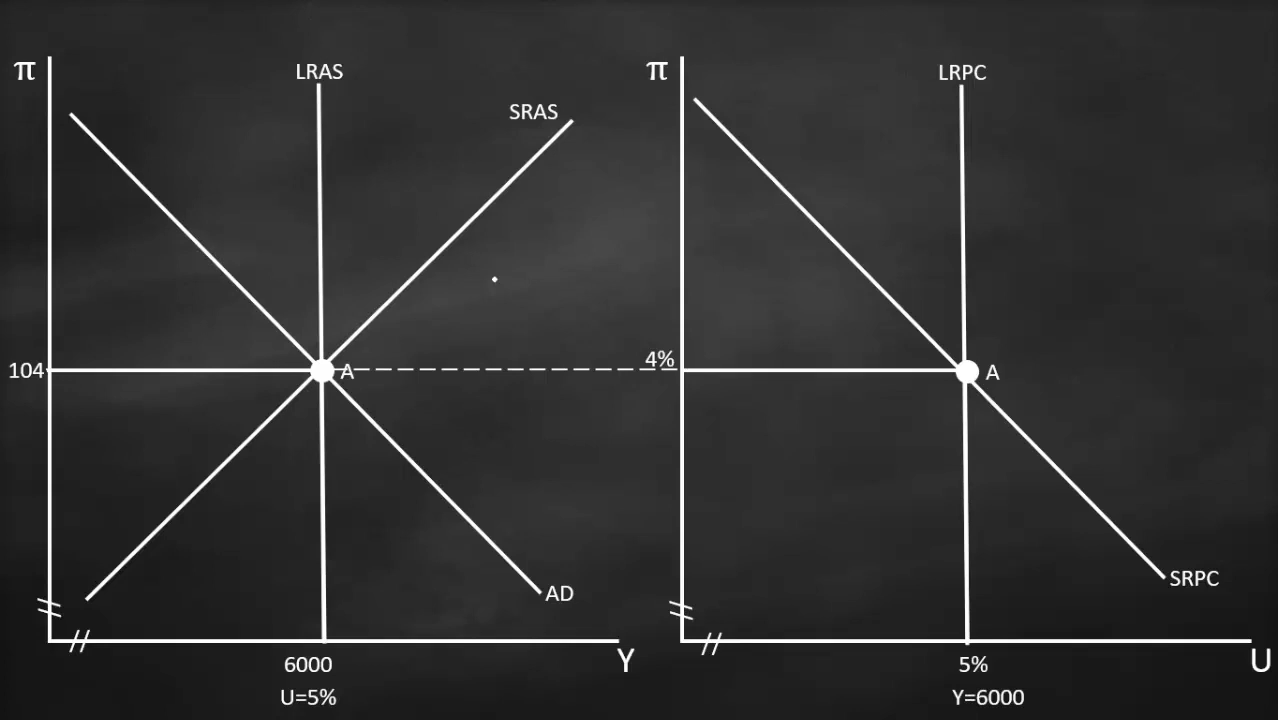 π
LRAS
SRAS
104
A
AD
6000
Y
U=5%
π
LRPC
4%
A
SRPC
5%
U
Y=6000